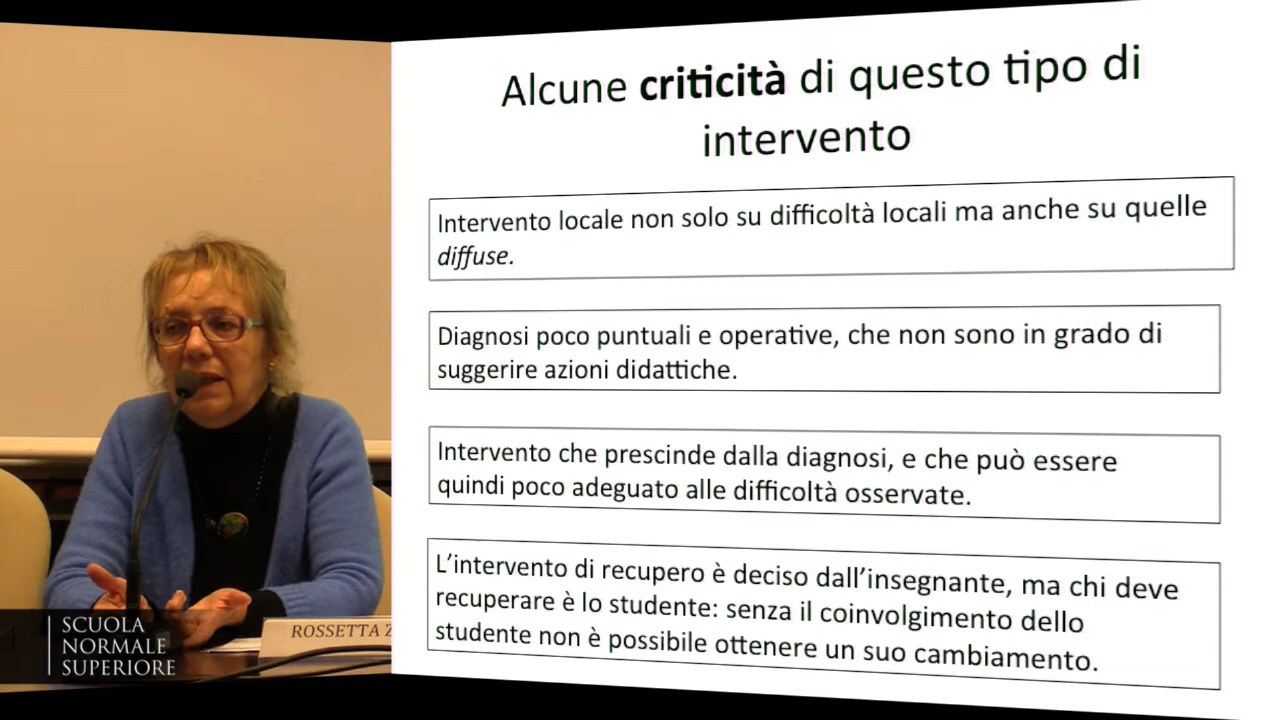 Alcune criticità di questo tipo di
intervento
Intervento locale non solo su difficoltà locali ma anche su quelle
diffuse.
Diagnosi poco puntuali e operative, che non sono in grado di
suggerire azioni didattiche.
Intervento che prescinde dalla diagnosi, e che può essere
quindi poco adeguato alle difficoltà osservate.
L'intervento di recupero è deciso dall'insegnante, ma chi deve
recuperare è lo studente: senza il coinvolgimento dello
studente non è possibile ottenere un suo cambiamento.
ROSSETTA Z
SCUOLA
NORMALE
SUPERIORE